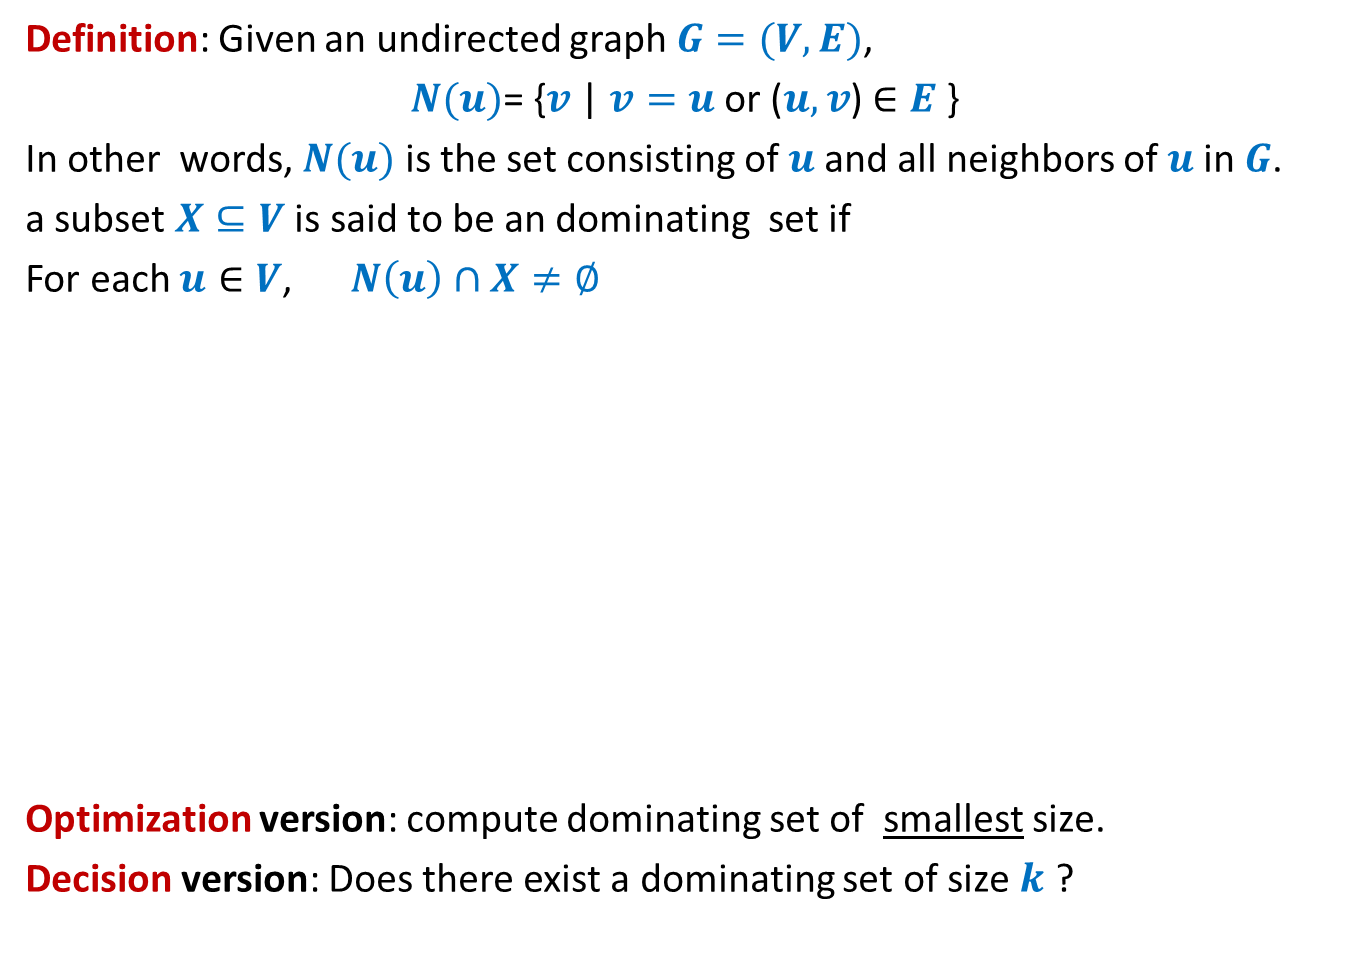 Definition: Given an undirected graph G = (V, E),
N(u)= {v | v = u or (u, v) ∈ E }
In other words, N(u) is the set consisting of u and all neighbors of u in G.
a subset X ⊆ V is said to be an dominating set if
For each u ∈ V, N(u) ∩ X ≠ ∅
Optimization version: compute dominating set of smallest size.
Decision version: Does there exist a dominating set of size k ?